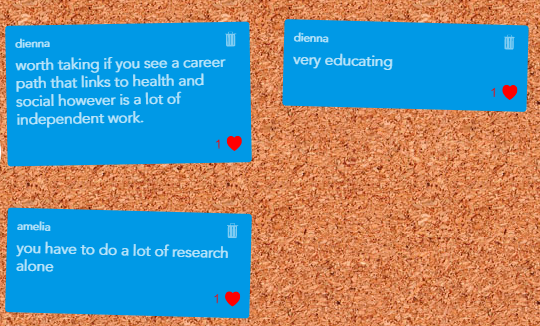 dienna
worth taking if you see a career
path that links to health and
social however is a lot of
independent work.
1
dienna
very educating
1
amelia
you have to do a lot of research
alone
1